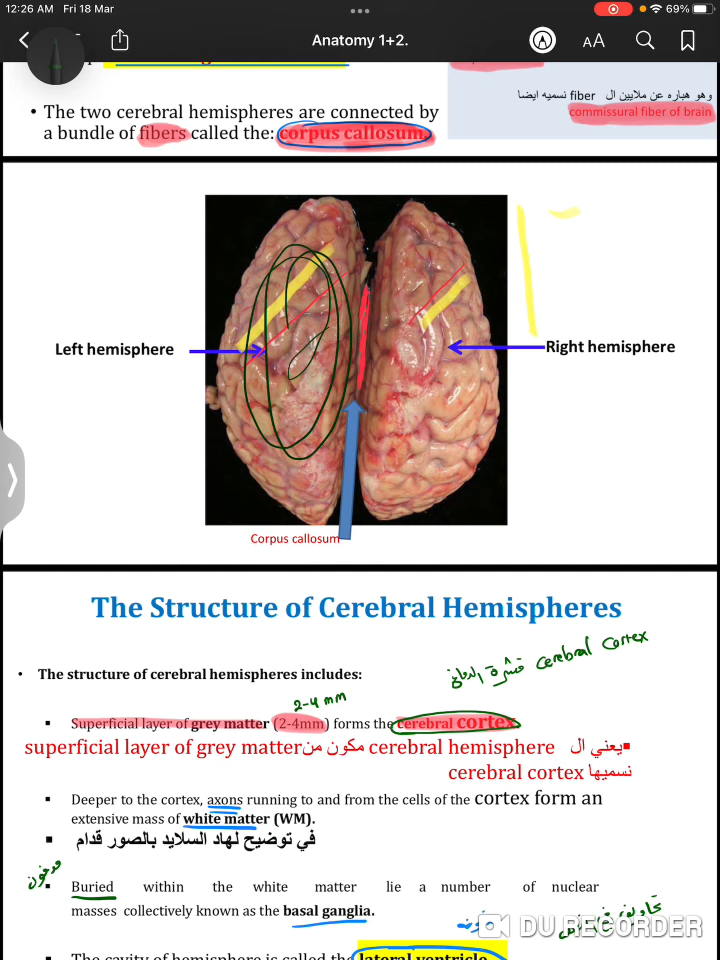 12:26 AM Fri 18 Mar
69%
Anatomy 1+2.
AA
وهو هباره عن ملايين ال fiber نسميه ايضا
commissural fiber of brain
• The two cerebral hemispheres are connected by
a bundle of fibers called the: corpus callosum.
Left hemisphere
Right hemisphere
Corpus callosum
The Structure of Cerebral Hemispheres
cerebral cortex قشرة الدماغ
• The structure of cerebral hemispheres includes:
2-4 mm
▪ Superficial layer of grey matter (2-4mm) forms the cerebral cortex.
▪يعني ال cerebral hemisphere مكون من superficial layer of grey matter
نسميها cerebral cortex
▪ Deeper to the cortex, axons running to and from the cells of the cortex form an
extensive mass of white matter (WM).
▪ في توضيح لهاد السلايد بالصور قدام
▪ Buried within the white matter lie a number of nuclear
masses collectively known as the basal ganglia.
DU RECORDER
▪ The cavity of hemisphere is called the lateral ventricle